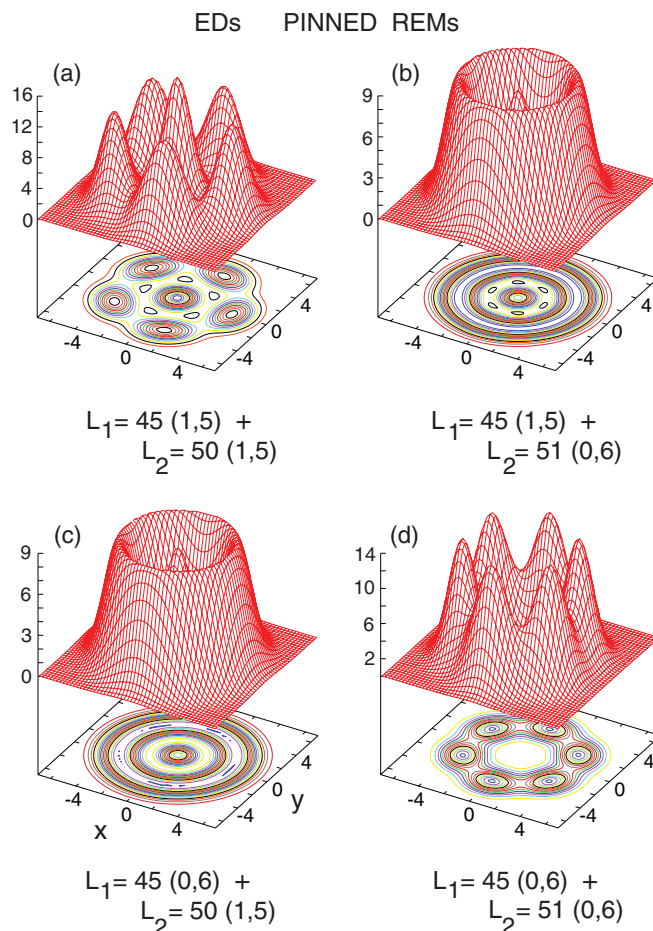 EDs PINNED REMs
(a)
16
12
8
4
0
-4
0
4
-4
0
4
L1= 45 (1,5) +
L2= 50 (1,5)
(b)
9
6
3
0
-4
0
4
-4
0
4
L1= 45 (1,5) +
L2= 51 (0,6)
(c)
9
6
3
0
-4
0
4
x
-4
0
4
y
L1= 45 (0,6) +
L2= 50 (1,5)
(d)
14
10
6
2
-4
0
4
-4
0
4
L1= 45 (0,6) +
L2= 51 (0,6)